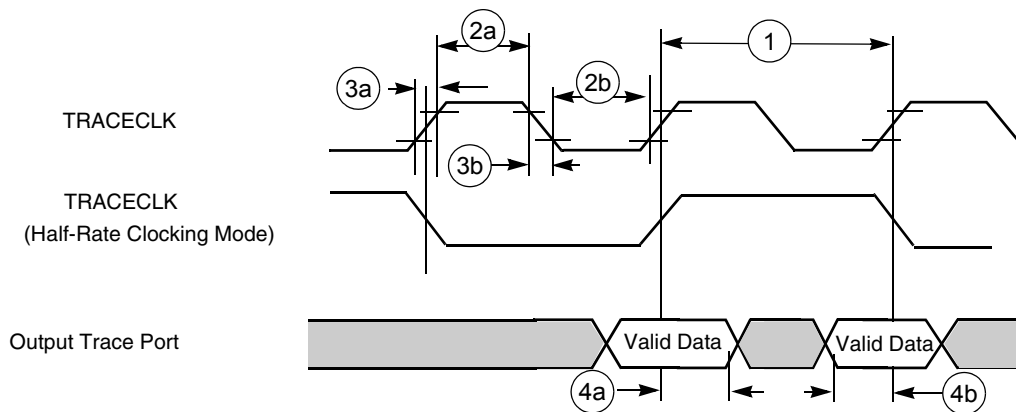 2a
1
3a
2b
TRACECLK
3b
TRACECLK
(Half-Rate Clocking Mode)
Output Trace Port
Valid Data
Valid Data
4a
4b